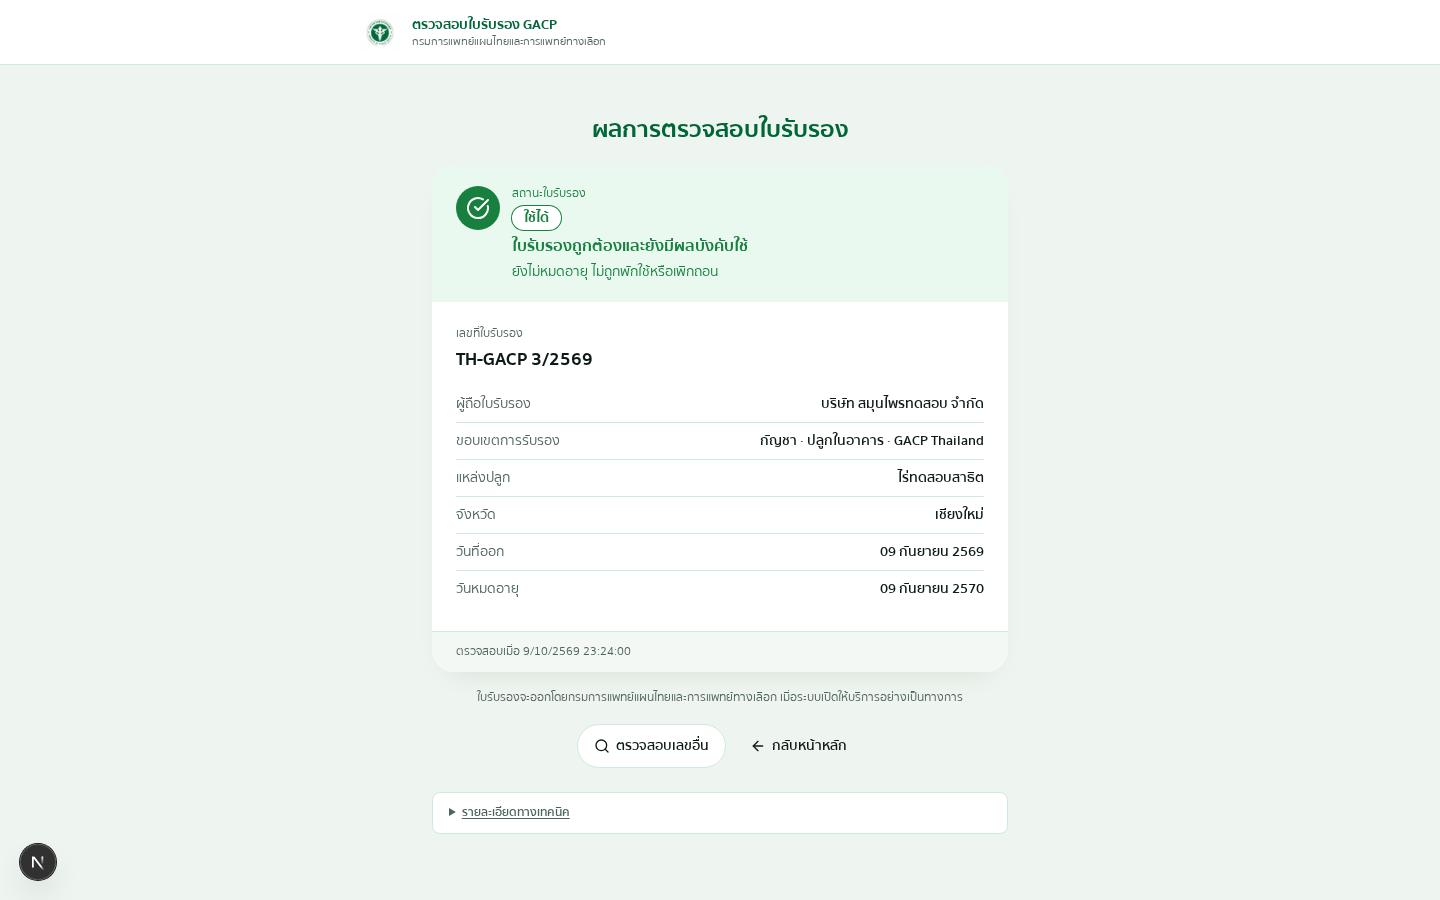 ตรวจสอบใบรับรอง GACP
กรมการแพทย์แผนไทยและการแพทย์ทางเลือก
ผลการตรวจสอบใบรับรอง
สถานะใบรับรอง
ใช้ได้
ใบรับรองถูกต้องและยังมีผลบังคับใช้
ยังไม่หมดอายุ ไม่ถูกพักใช้หรือเพิกถอน
เลขที่ใบรับรอง
TH-GACP 3/2569
ผู้ถือใบรับรอง บริษัท สมุนไพรทดสอบ จำกัด
ขอบเขตการรับรอง กัญชา · ปลูกในอาคาร · GACP Thailand
แหล่งปลูก ไร่ทดสอบสาธิต
จังหวัด เชียงใหม่
วันที่ออก 09 กันยายน 2569
วันหมดอายุ 09 กันยายน 2570
ตรวจสอบเมื่อ 9/10/2569 23:24:00
ใบรับรองจะออกโดยกรมการแพทย์แผนไทยและการแพทย์ทางเลือก เมื่อระบบเปิดให้บริการอย่างเป็นทางการ
ตรวจสอบเลขอื่น กลับหน้าหลัก
รายละเอียดทางเทคนิค
N